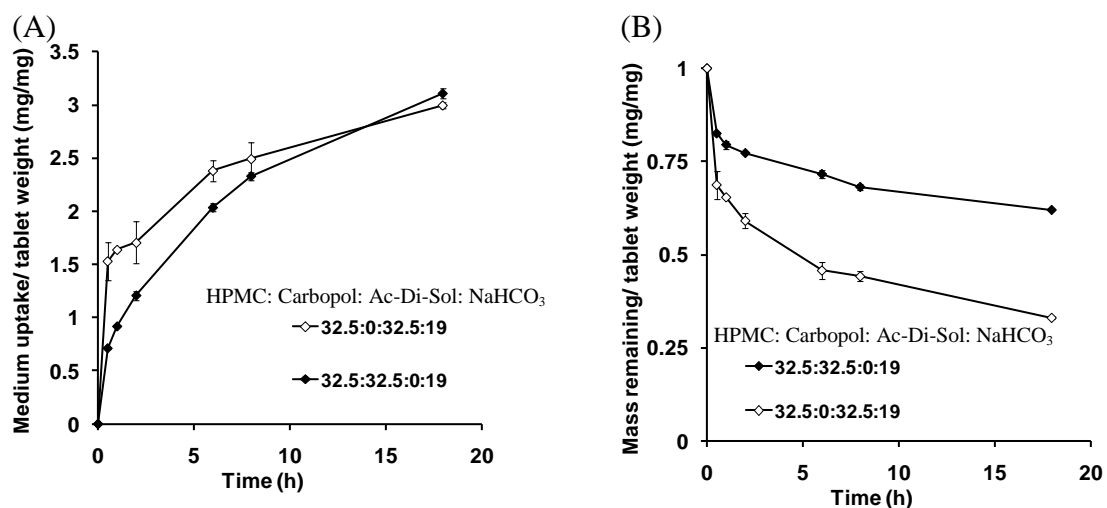 (A)
Medium uptake/ tablet weight (mg/mg)
3.5
3
2.5
2
1.5
1
0.5
0
HPMC: Carbopol: Ac-Di-Sol: NaHCO3
32.5:0:32.5:19
32.5:32.5:0:19
0 5 10 15 20
Time (h)
(B)
Mass remaining/ tablet weight (mg/mg)
1
0.75
0.5
0.25
0
HPMC: Carbopol: Ac-Di-Sol: NaHCO3
32.5:32.5:0:19
32.5:0:32.5:19
0 5 10 15 20
Time (h)